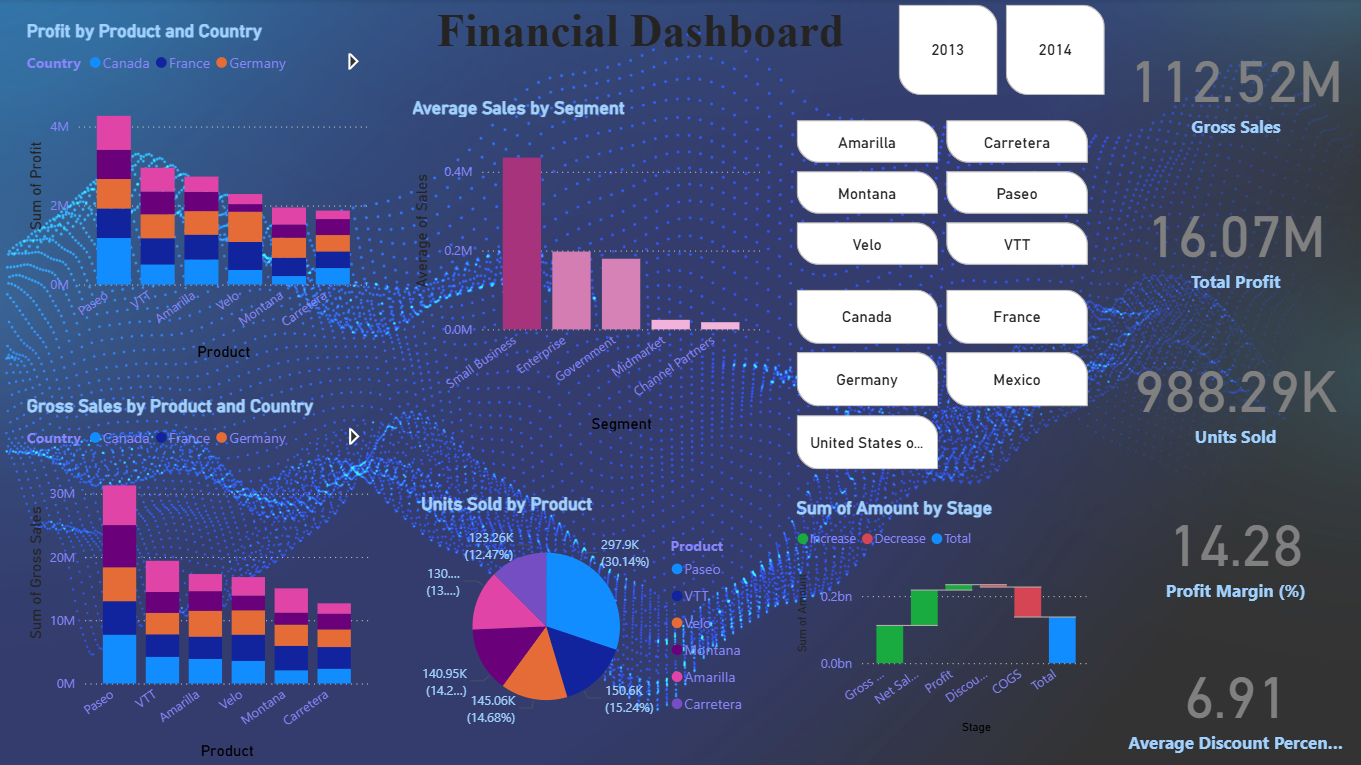 Financial Dashboard
Profit by Product and Country
Country Canada France Germany
Sum of Profit
4M
2M
0M
Paseo
VTT
Amarilla
Velo
Montana
Carretera
Product
Average Sales by Segment
Average of Sales
0.4M
0.2M
0.0M
Small Business
Enterprise
Government
Midmarket
Channel Partners
Segment
2013
2014
Amarilla
Carretera
Montana
Paseo
Velo
VTT
Canada
France
Germany
Mexico
United States o...
112.52M
Gross Sales
16.07M
Total Profit
988.29K
Units Sold
14.28
Profit Margin (%)
6.91
Average Discount Percen...
Gross Sales by Product and Country
Country Canada France Germany
Sum of Gross Sales
30M
20M
10M
0M
Paseo
VTT
Amarilla
Velo
Montana
Carretera
Product
Units Sold by Product
123.26K
(12.47%)
297.9K
(30.14%)
130....
(13....)
140.95K
(14.2...)
145.06K
(14.68%)
150.6K
(15.24%)
Product
Paseo
VTT
Velo
Montana
Amarilla
Carretera
Sum of Amount by Stage
Increase Decrease Total
Sum of Amount
0.2bn
0.0bn
Gross ...
Net Sal...
Profit
Discou...
COGS
Total
Stage